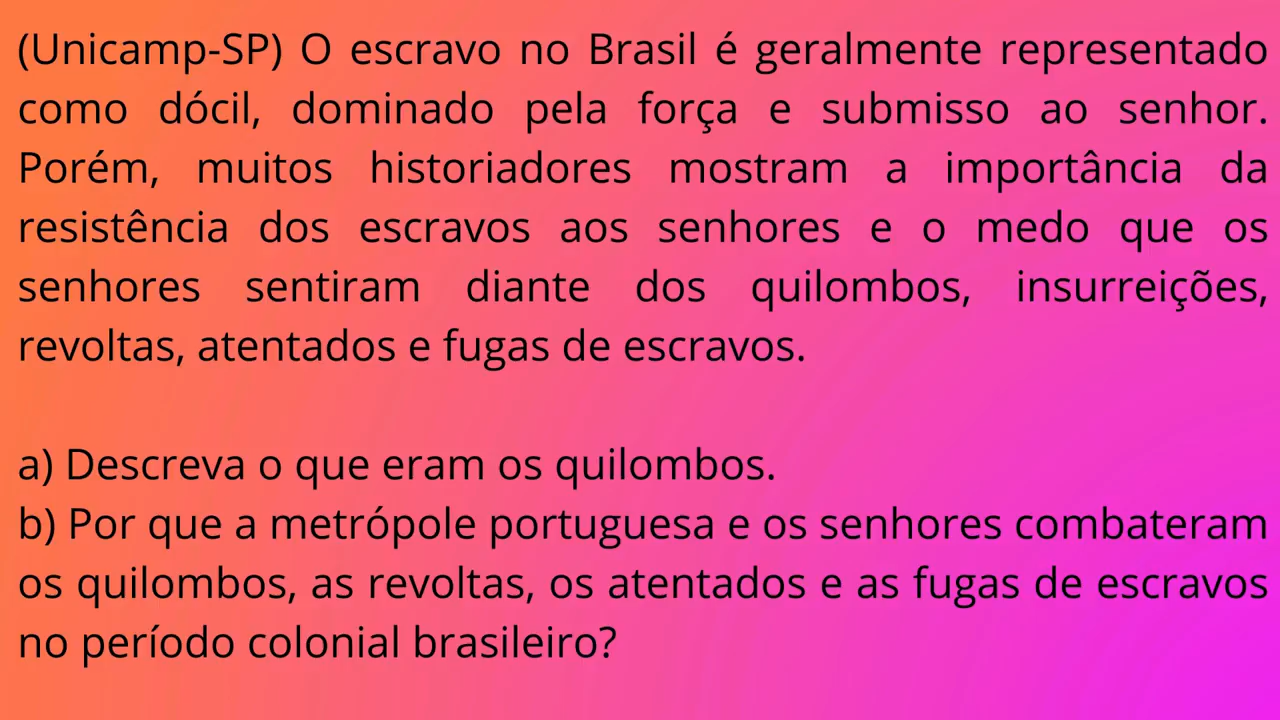 (Unicamp-SP) O escravo no Brasil é geralmente representado
como dócil, dominado pela força e submisso ao senhor.
Porém, muitos historiadores mostram a importância da
resistência dos escravos aos senhores e o medo que os
senhores sentiram diante dos quilombos, insurreições,
revoltas, atentados e fugas de escravos.
a) Descreva o que eram os quilombos.
b) Por que a metrópole portuguesa e os senhores combateram
os quilombos, as revoltas, os atentados e as fugas de escravos
no período colonial brasileiro?